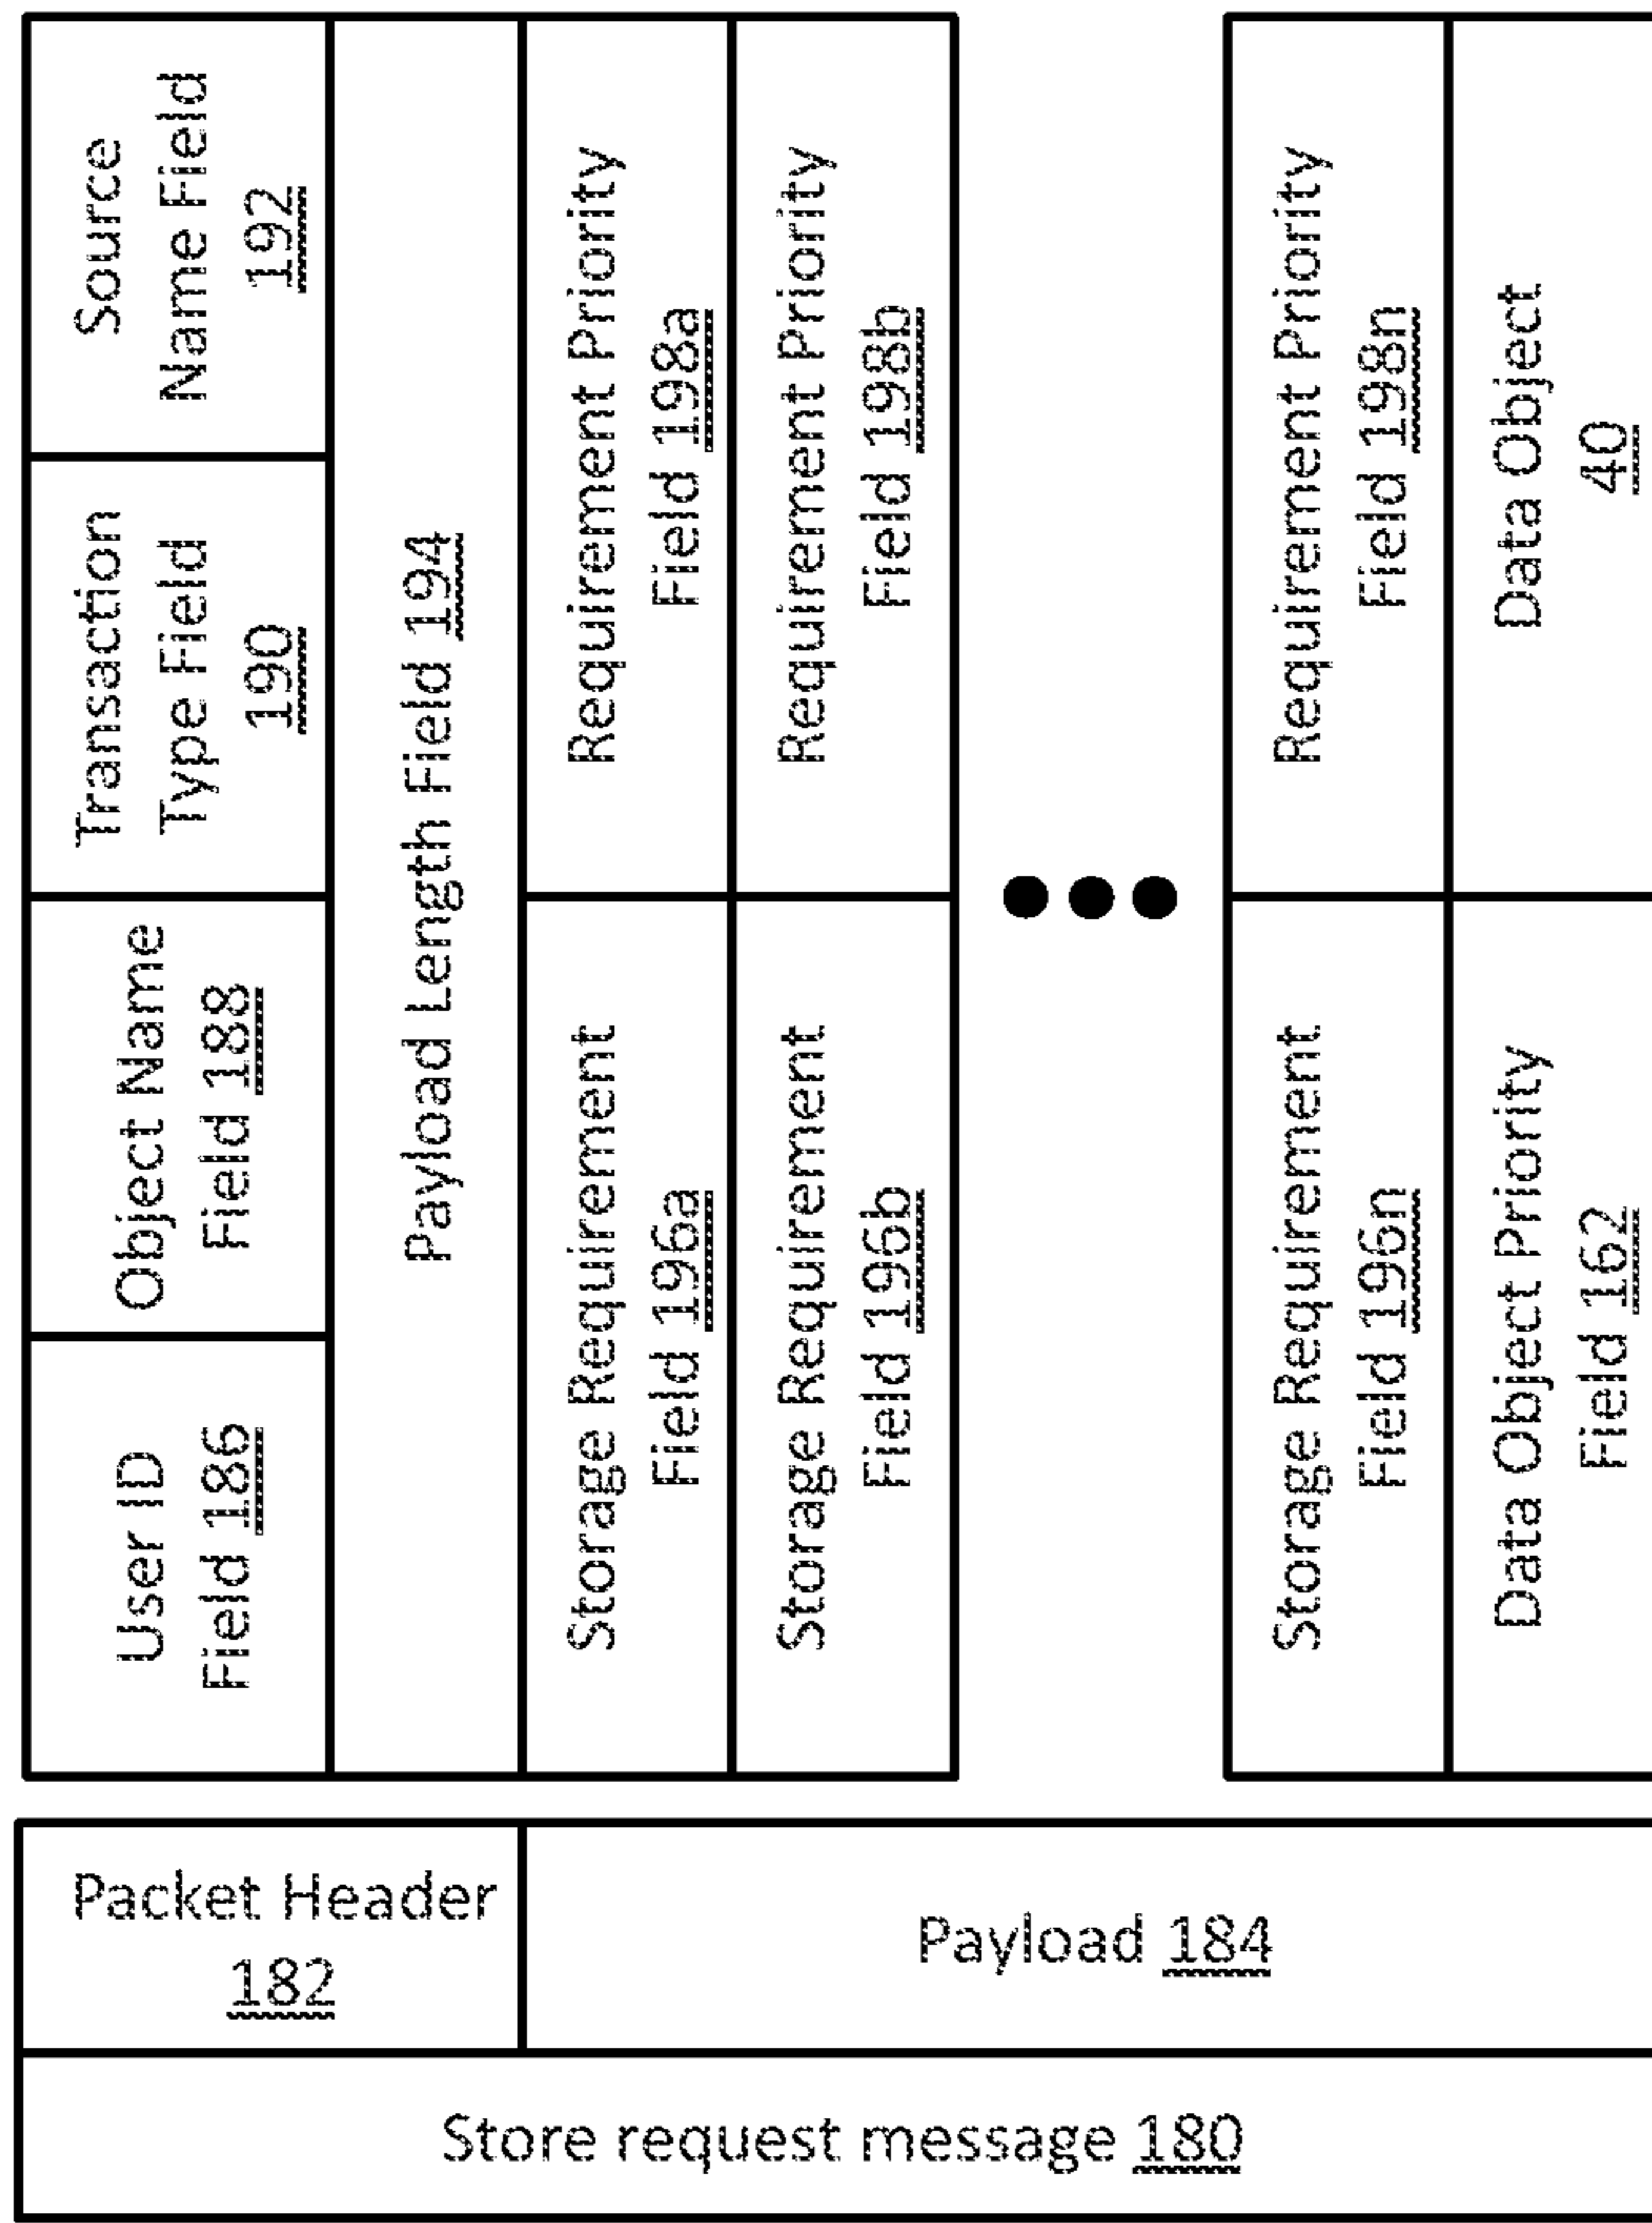 User ID
Field 186
Object Name
Field 188
Transaction
Type Field
190
Source
Name Field
192
Payload Length Field 194
Storage Requirement
Field 196a
Requirement Priority
Field 198a
Storage Requirement
Field 196b
Requirement Priority
Field 198b
Storage Requirement
Field 196n
Requirement Priority
Field 198n
Data Object Priority
Field 162
Data Object
40
Packet Header
182
Payload 184
Store request message 180